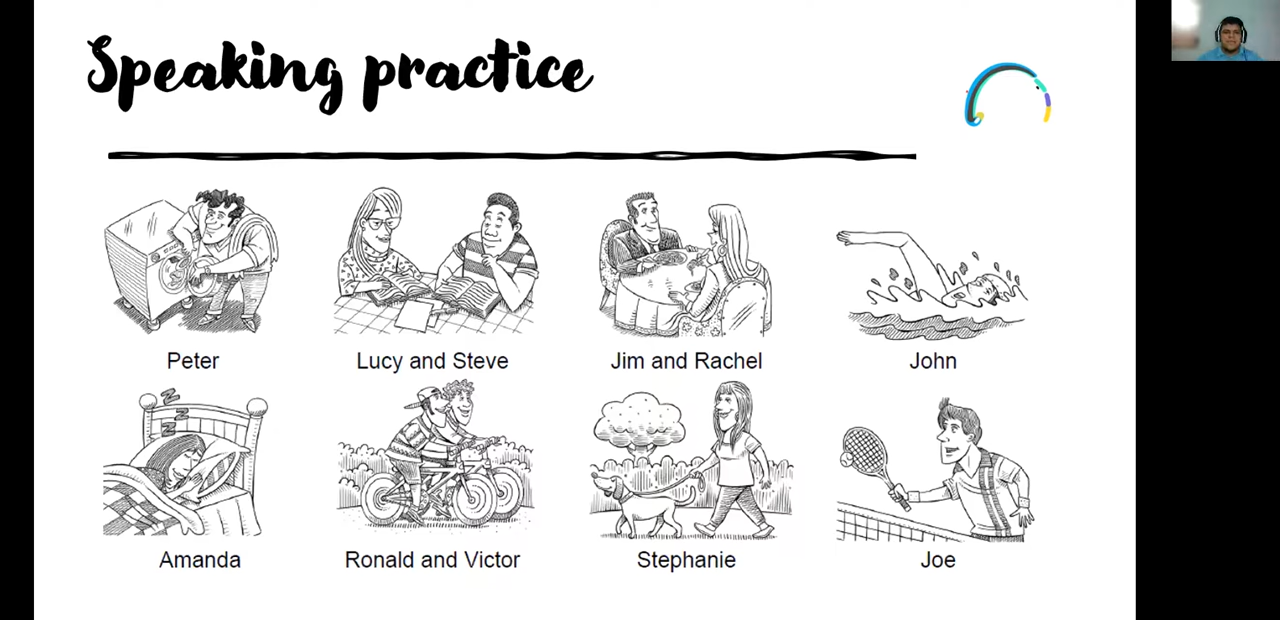 Speaking practice
Peter
Lucy and Steve
Jim and Rachel
John
Z
Z
Z
Amanda
Ronald and Victor
Stephanie
Joe